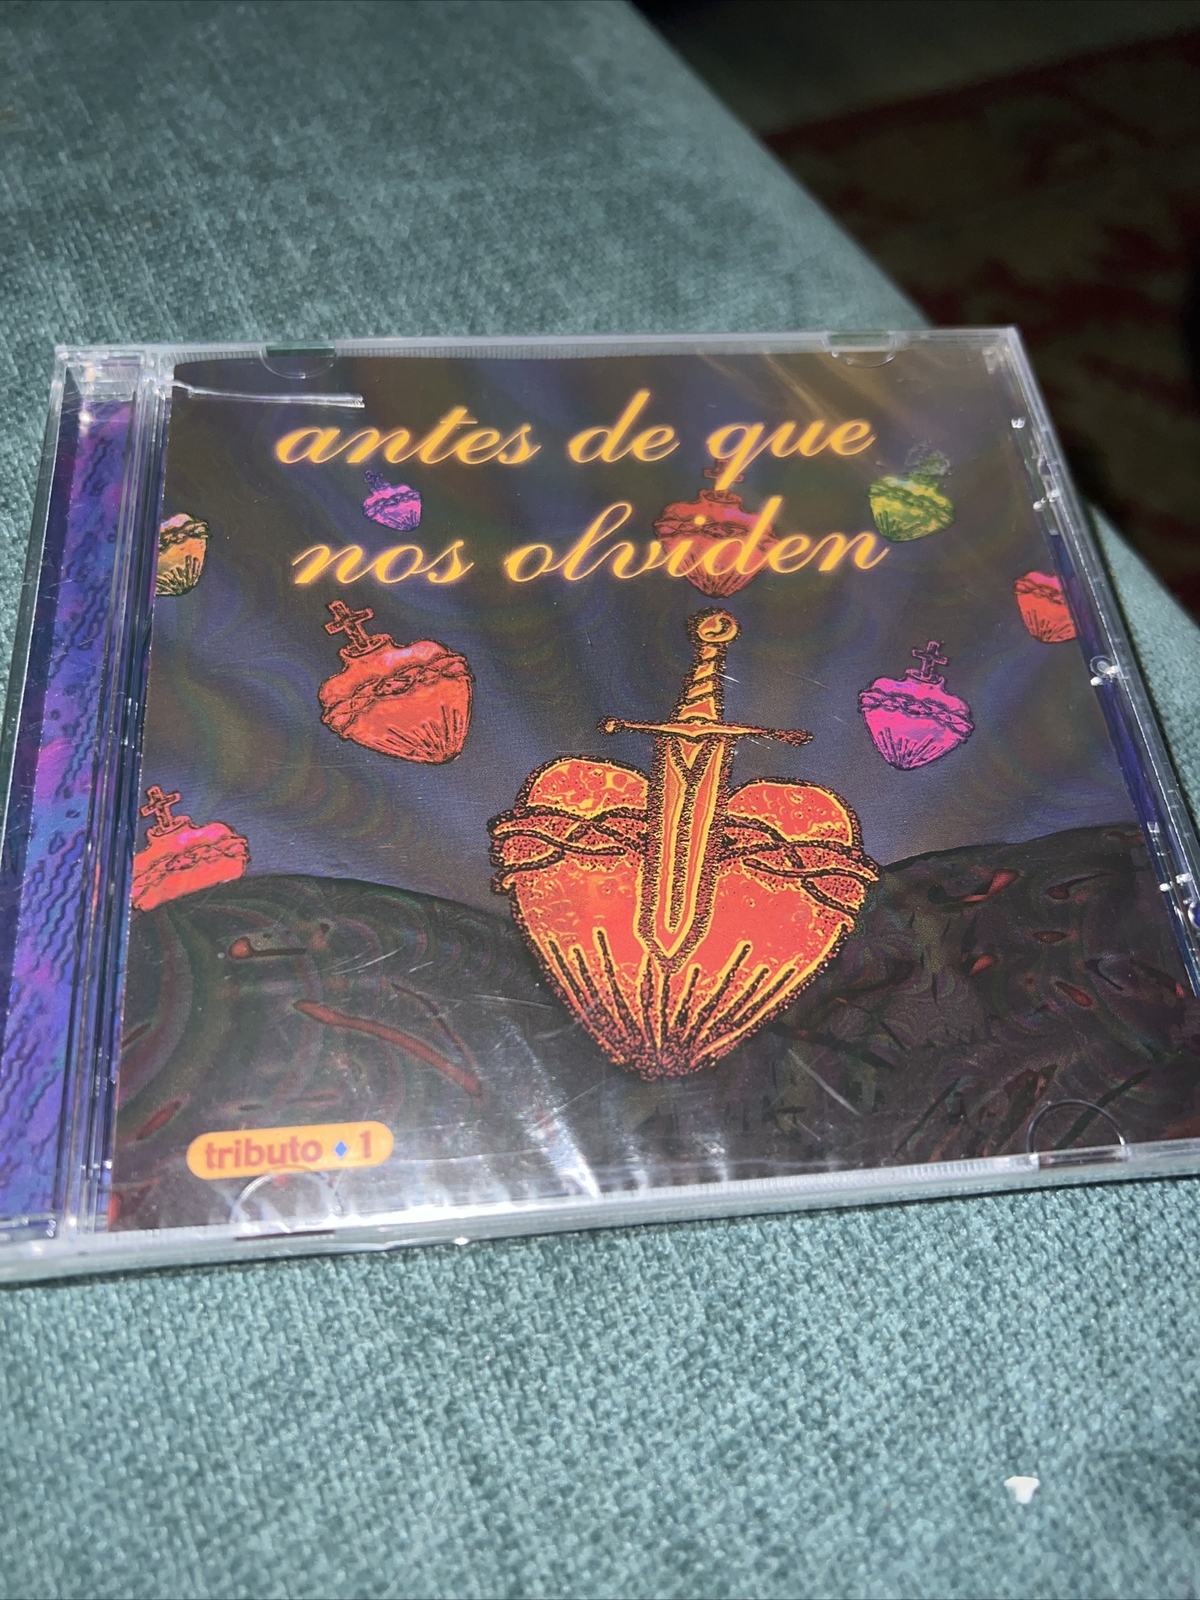 antes de que
nos olviden
tributo ♦ 1